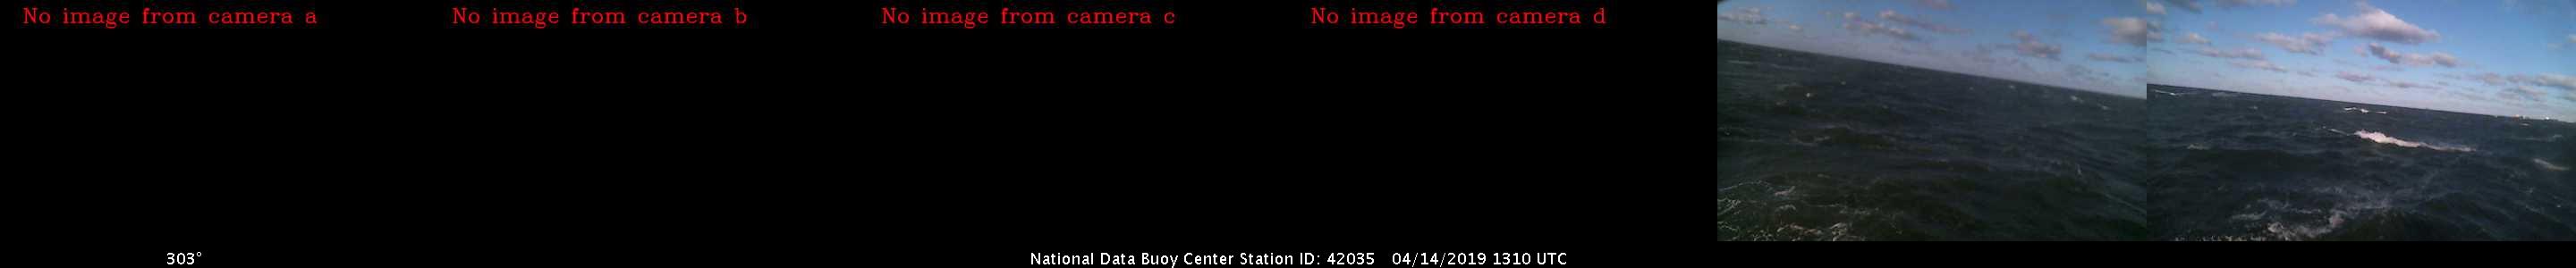 No image from camera a
No image from camera b
No image from camera c
No image from camera d
303°
National Data Buoy Center Station ID: 42035 04/14/2019 1310 UTC